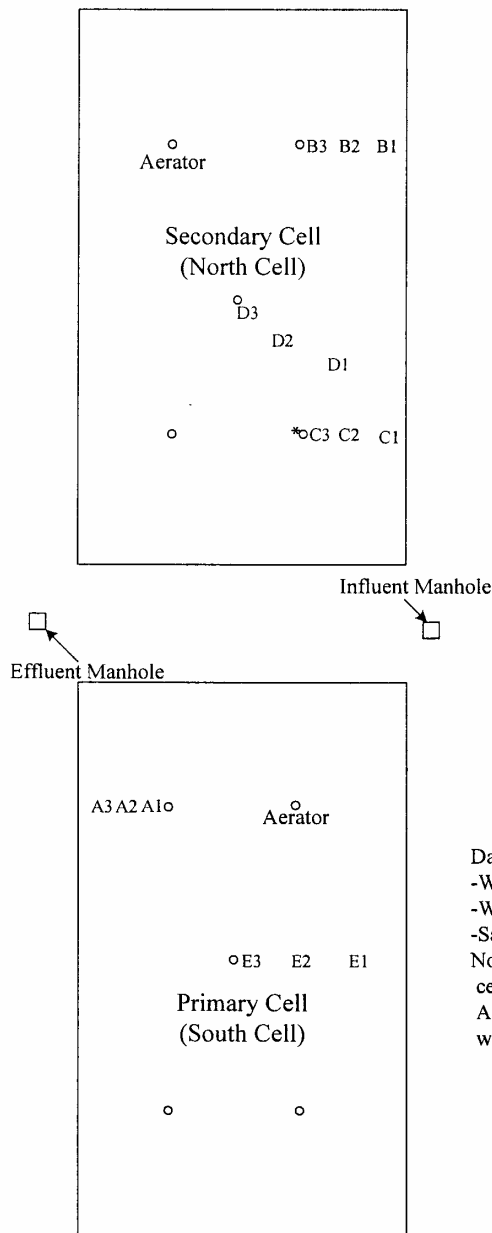 B3 B2 B1
Aerator
Secondary Cell
(North Cell)
D3
D2
D1
*
C3 C2 C1
Influent Manhole
Effluent Manhole
A3 A2 A1
Aerator
E3 E2 E1
Primary Cell
(South Cell)